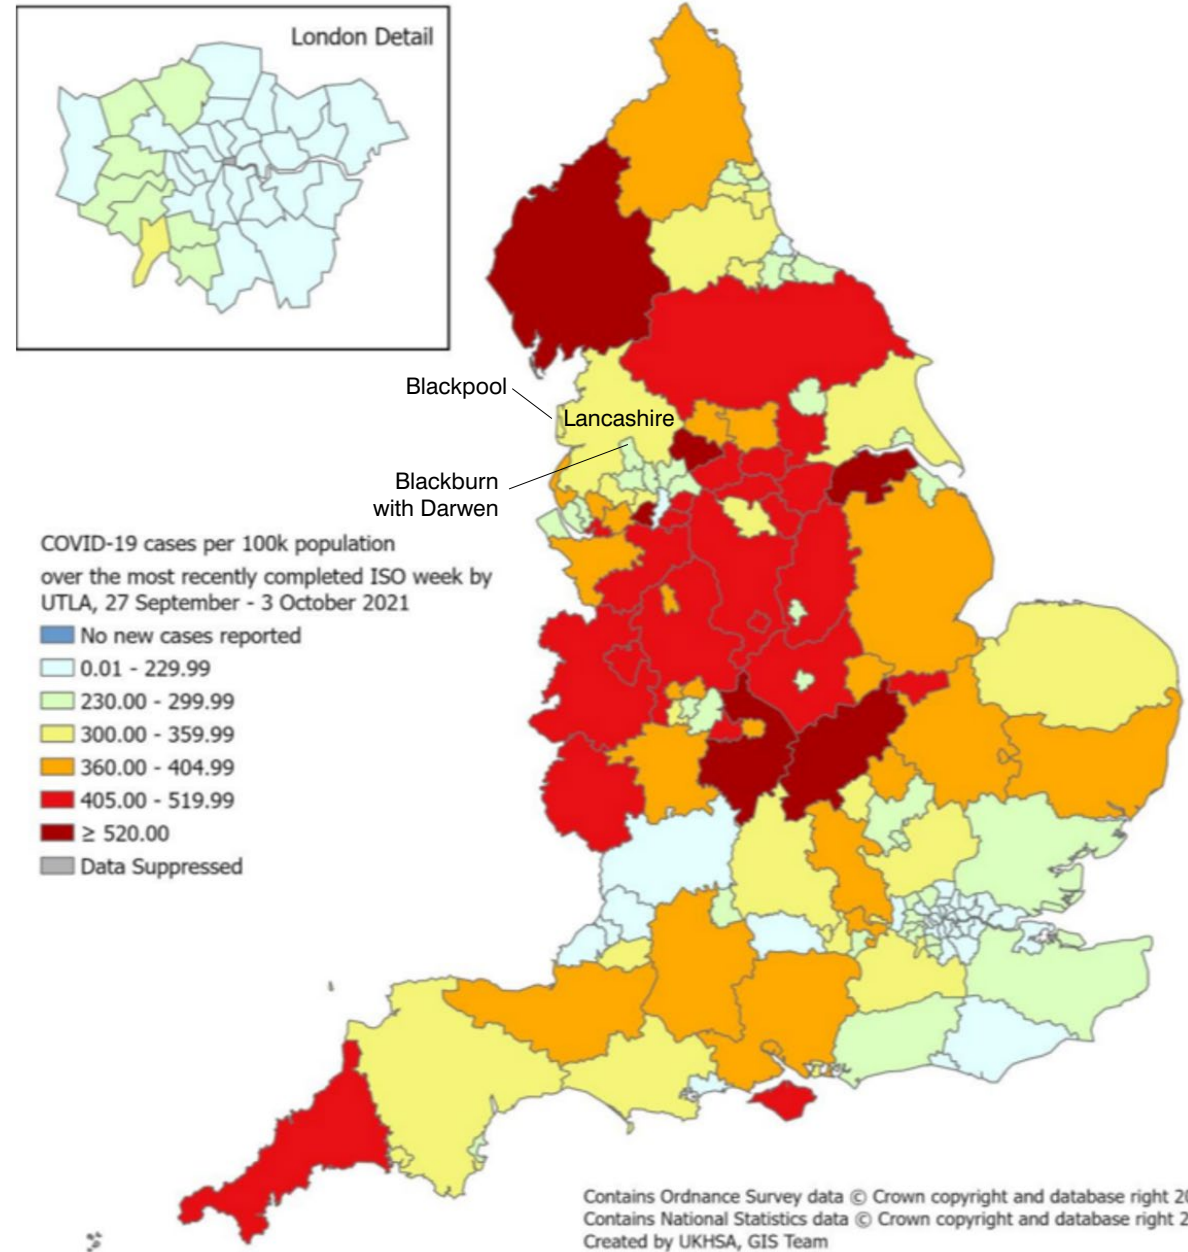 London Detail
Blackpool
Lancashire
Blackburn
with Darwen
COVID-19 cases per 100k population
over the most recently completed ISO week by
UTLA, 27 September - 3 October 2021
No new cases reported
0.01 - 229.99
230.00 - 299.99
300.00 - 359.99
360.00 - 404.99
405.00 - 519.99
≥ 520.00
Data Suppressed
Contains Ordnance Survey data © Crown copyright and database right 20
Contains National Statistics data © Crown copyright and database right 2
Created by UKHSA, GIS Team